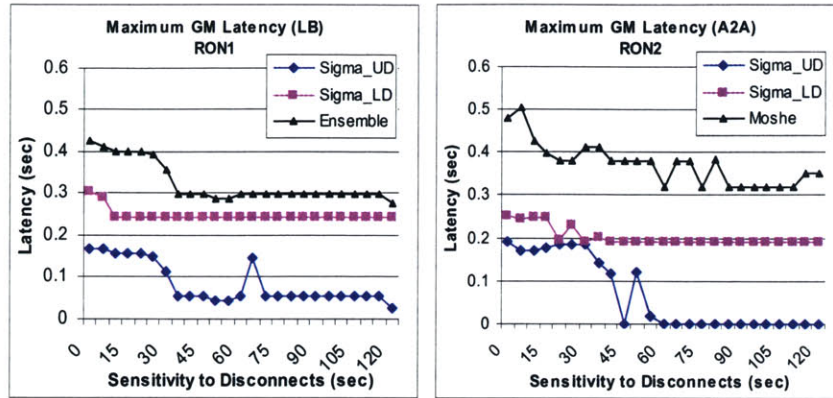 Maximum GM Latency (LB)
RON1
0.6
0.5
0.4
0.3
0.2
0.1
0
Latency (sec)
Sigma_UD
Sigma_LD
Ensemble
0
15
30
45
60
75
90
105
120
Sensitivity to Disconnects (sec)
Maximum GM Latency (A2A)
RON2
0.6
0.5
0.4
0.3
0.2
0.1
0
Latency (sec)
Sigma_UD
Sigma_LD
Moshe
0
15
30
45
60
75
90
105
120
Sensitivity to Disconnects (sec)